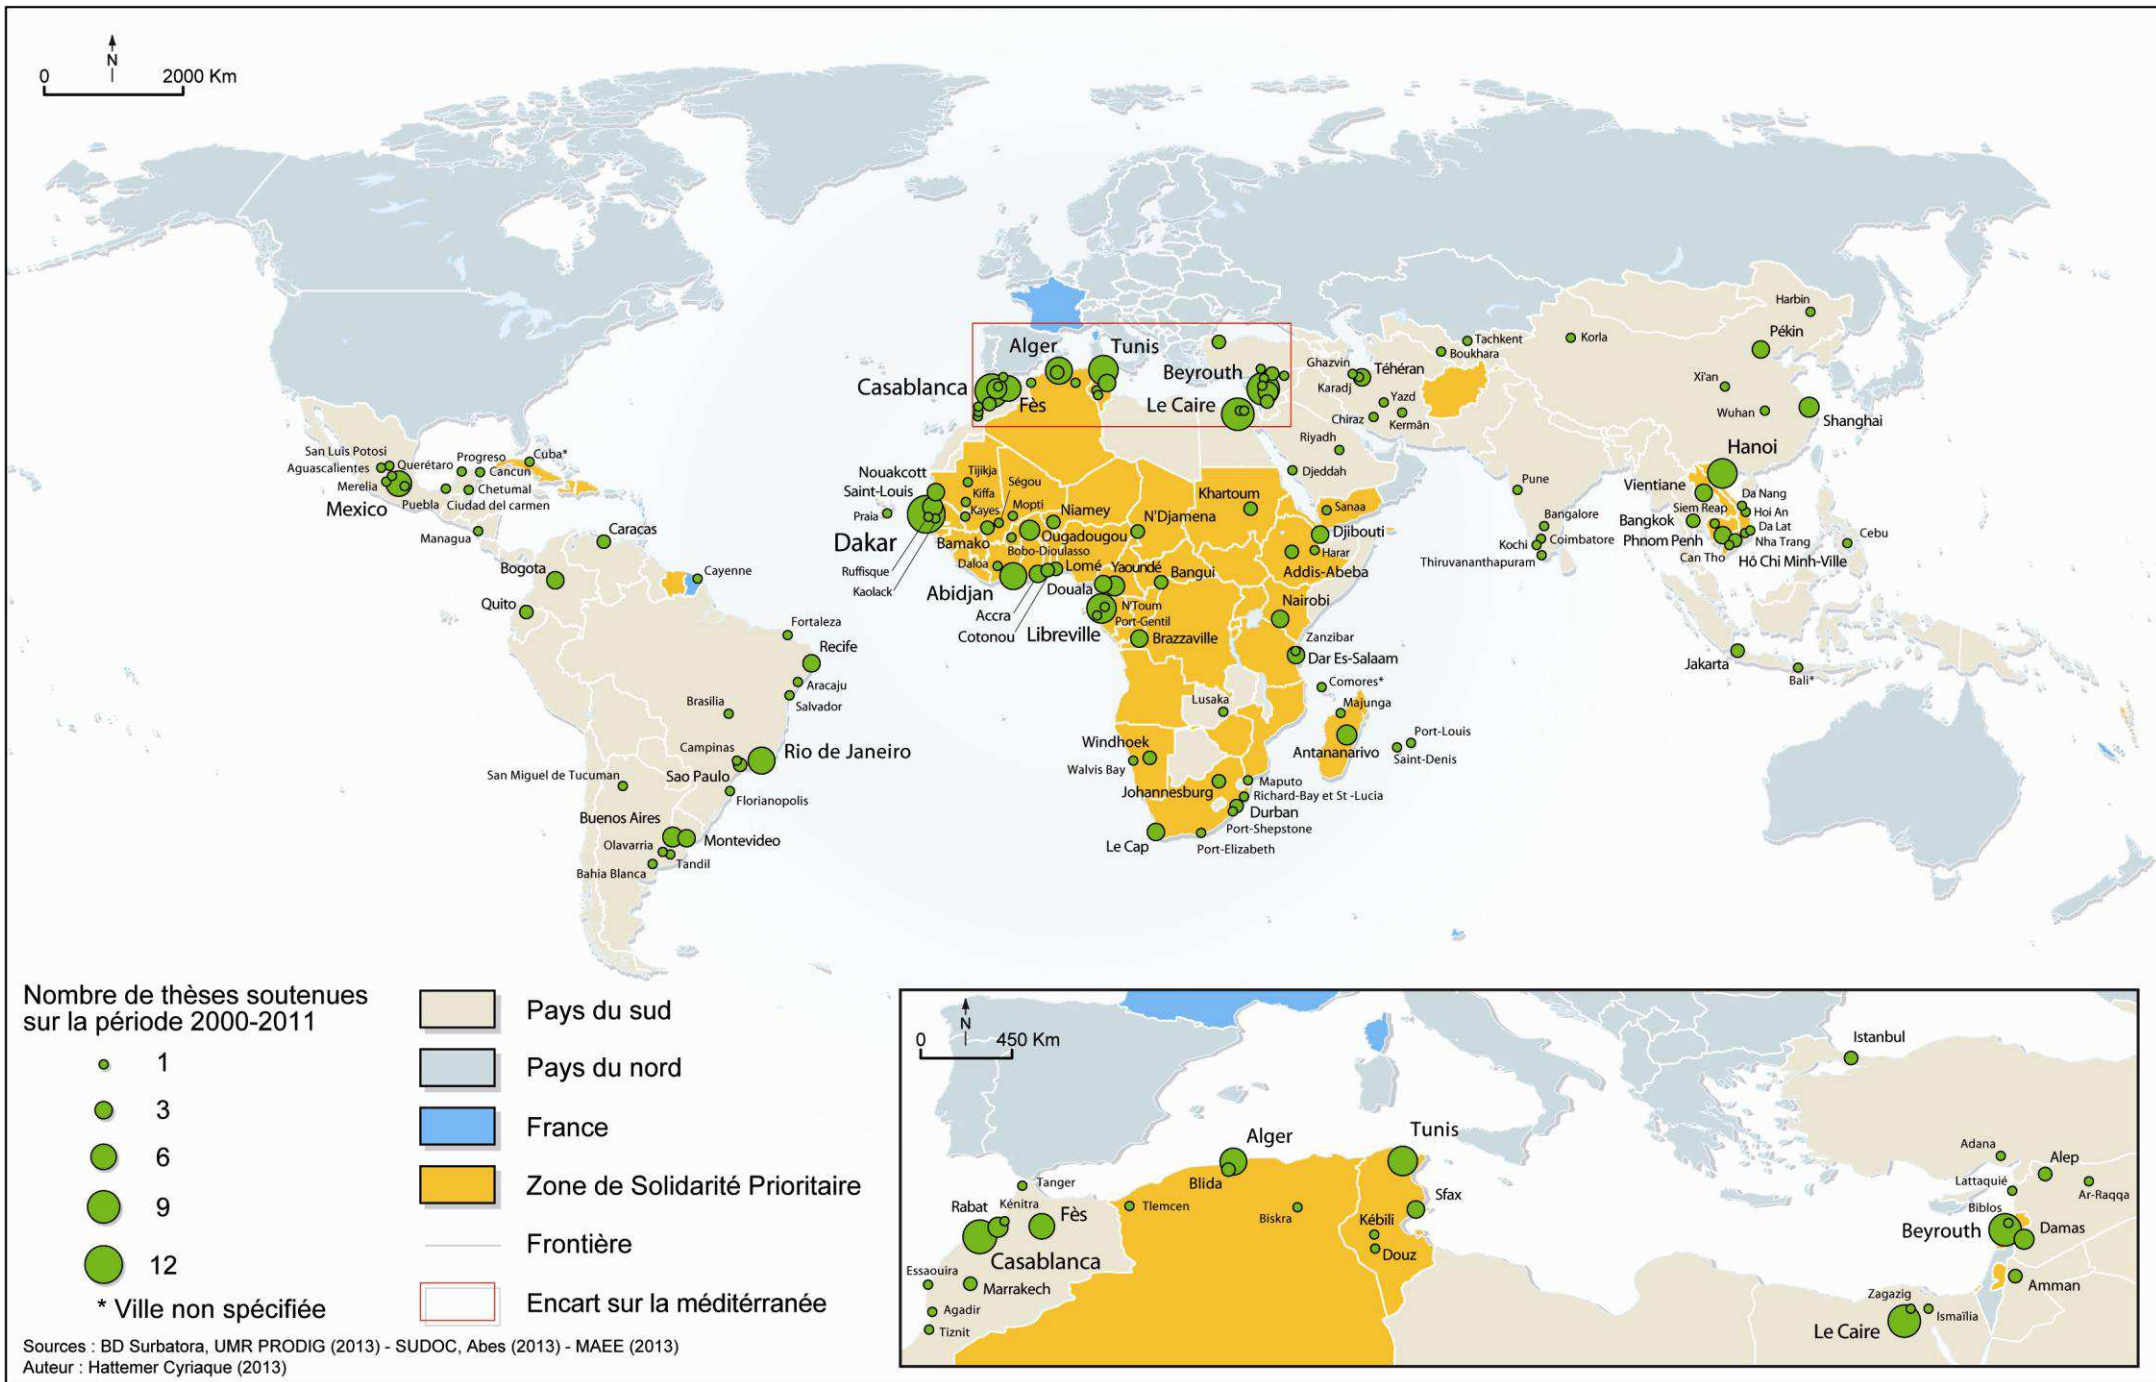 N
0 2000 Km
Alger
Tunis
Casablanca
Fès
Beyrouth
Le Caire
Ghazvin
Téhéran
Karadj
Yazd
Chiraz
Kermân
Tachkent
Boukhara
Korla
Harbin
Pékin
Xi'an
Wuhan
Shanghai
Riyadh
Djeddah
Hanoi
Vientiane
Da Nang
Siem Reap
Hoi An
Bangkok
Da Lat
Phnom Penh
Nha Trang
Can Tho
Hô Chi Minh-Ville
Pune
Bangalore
Kochi
Coimbatore
Thiruvananthapuram
Cebu
Jakarta
Bali*
San Luis Potosi
Aguascalientes
Querétaro
Progreso
Cuba*
Cancun
Merelia
Chetumal
Puebla
Ciudad del carmen
Mexico
Managua
Caracas
Bogota
Cayenne
Quito
Fortaleza
Recife
Aracaju
Salvador
Brasilia
Campinas
Rio de Janeiro
Sao Paulo
San Miguel de Tucuman
Florianopolis
Buenos Aires
Montevideo
Olavarria
Tandil
Bahia Blanca
Nouakcott
Saint-Louis
Praia
Dakar
Ruffisque
Kaolack
Tijikja
Kiffa
Kayes
Ségou
Mopti
Niamey
Bamako
Ougadougou
Bobo-Dioulasso
Daloa
Lomé
Abidjan
Accra
Cotonou
Douala
Yaoundé
Bangui
N'Djamena
Khartoum
Sanaa
Djibouti
Harar
Addis-Abeba
Libreville
N'Toum
Port-Gentil
Brazzaville
Nairobi
Zanzibar
Dar Es-Salaam
Comores*
Majunga
Lusaka
Antananarivo
Port-Louis
Saint-Denis
Windhoek
Walvis Bay
Johannesburg
Maputo
Richard-Bay et St -Lucia
Durban
Port-Shepstone
Le Cap
Port-Elizabeth
Nombre de thèses soutenues
sur la période 2000-2011
1
3
6
9
12
* Ville non spécifiée
Pays du sud
Pays du nord
France
Zone de Solidarité Prioritaire
Frontière
Encart sur la méditérranée
Sources : BD Surbatora, UMR PRODIG (2013) - SUDOC, Abes (2013) - MAEE (2013)
Auteur : Hattemer Cyriaque (2013)
N
0 450 Km
Istanbul
Alger
Tunis
Blida
Sfax
Adana
Alep
Lattaquié
Ar-Raqqa
Biblos
Beyrouth
Damas
Amman
Tanger
Rabat
Kénitra
Fès
Tlemcen
Biskra
Kébili
Douz
Casablanca
Essaouira
Marrakech
Agadir
Tiznit
Zagazig
Ismaïlia
Le Caire